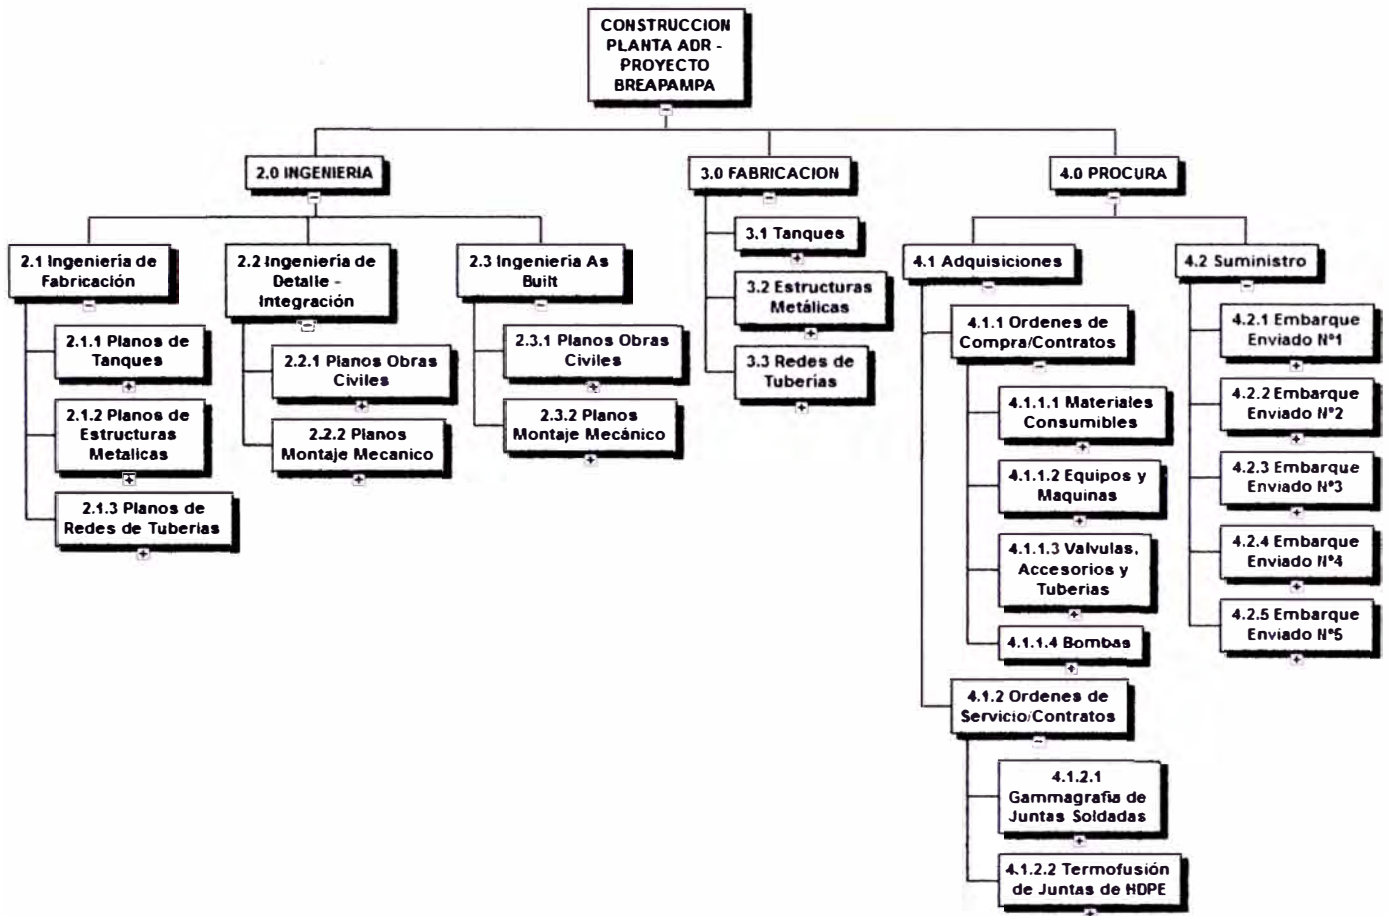 CONSTRUCCION
PLANTA ADR -
PROYECTO
BREAPAMPA
2.0 INGENIERIA
3.0 FABRICACION
4.0 PROCURA
2.1 Ingeniería de
Fabricación
2.2 Ingeniería de
Detalle -
Integración
2.3 Ingeniería As
Built
3.1 Tanques
3.2 Estructuras
Metálicas
3.3 Redes de
Tuberías
4.1 Adquisiciones
4.2 Suministro
2.1.1 Planos de
Tanques
2.1.2 Planos de
Estructuras
Metalicas
2.1.3 Planos de
Redes de Tuberías
2.2.1 Planos Obras
Civiles
2.2.2 Planos
Montaje Mecanico
2.3.1 Planos Obras
Civiles
2.3.2 Planos
Montaje Mecánico
4.1.1 Ordenes de
Compra/Contratos
4.1.1.1 Materiales
Consumibles
4.1.1.2 Equipos y
Maquinas
4.1.1.3 Valvulas,
Accesorios y
Tuberias
4.1.1.4 Bombas
4.1.2 Ordenes de
Servicio/Contratos
4.1.2.1
Gammagrafia de
Juntas Soldadas
4.1.2.2 Termofusión
de Juntas de HDPE
4.2.1 Embarque
Enviado N°1
4.2.2 Embarque
Enviado N°2
4.2.3 Embarque
Enviado N°3
4.2.4 Embarque
Enviado N°4
4.2.5 Embarque
Enviado N°5